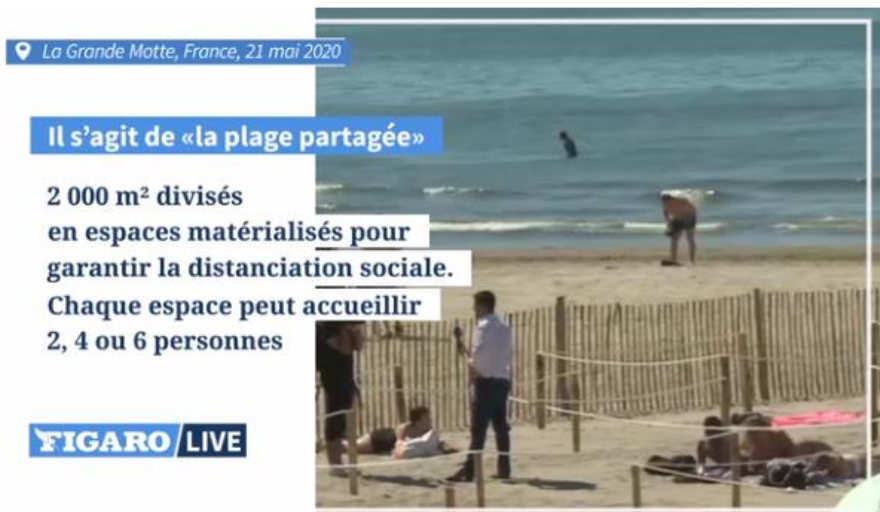 La Grande Motte, France, 21 mai 2020
Il s’agit de «la plage partagée»
2 000 m² divisés
en espaces matérialisés pour
garantir la distanciation sociale.
Chaque espace peut accueillir
2, 4 ou 6 personnes
FIGARO LIVE